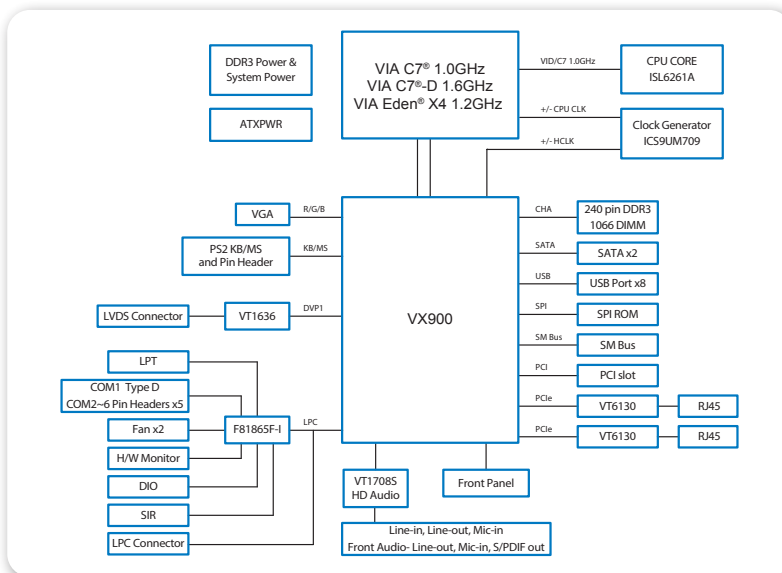 DDR3 Power &
System Power
ATXPWR
VIA C7® 1.0GHz
VIA C7®-D 1.6GHz
VIA Eden® X4 1.2GHz
VID/C7 1.0GHz
CPU CORE
ISL6261A
+/- CPU CLK
Clock Generator
ICS9UM709
+/- HCLK
VGA
R/G/B
PS2 KB/MS
and Pin Header
KB/MS
LVDS Connector
VT1636
DVP1
VX900
CHA
240 pin DDR3
1066 DIMM
SATA
SATA x2
USB
USB Port x8
SPI
SPI ROM
SM Bus
SM Bus
PCI
PCI slot
PCIe
VT6130
RJ45
PCIe
VT6130
RJ45
LPT
COM1 Type D
COM2~6 Pin Headers x5
Fan x2
F81865F-I
LPC
H/W Monitor
DIO
SIR
LPC Connector
VT1708S
HD Audio
Front Panel
Line-in, Line-out, Mic-in
Front Audio- Line-out, Mic-in, S/PDIF out